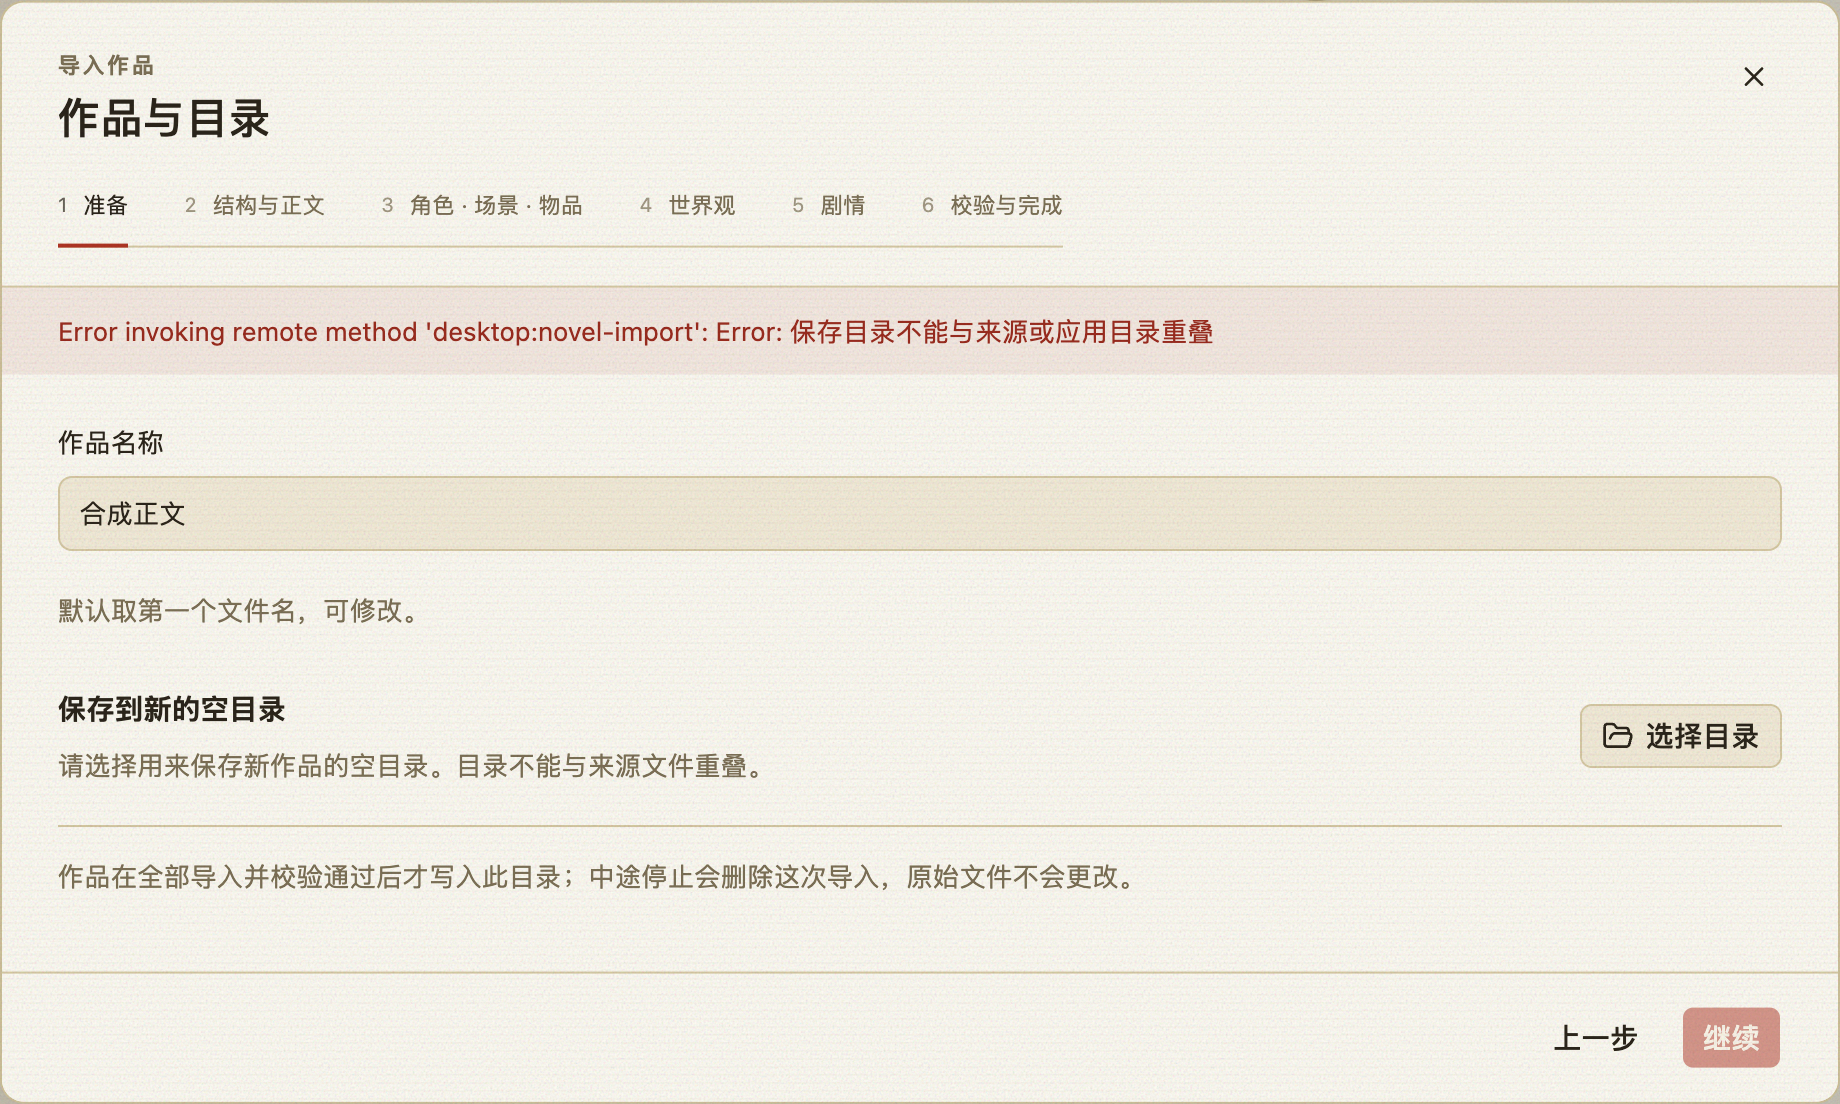 导入作品
作品与目录
1 准备 2 结构与正文 3 角色 · 场景 · 物品 4 世界观 5 剧情 6 校验与完成
Error invoking remote method 'desktop:novel-import': Error: 保存目录不能与来源或应用目录重叠
作品名称
合成正文
默认取第一个文件名，可修改。
保存到新的空目录
选择目录
请选择用来保存新作品的空目录。目录不能与来源文件重叠。
作品在全部导入并校验通过后才写入此目录；中途停止会删除这次导入，原始文件不会更改。
上一步 继续